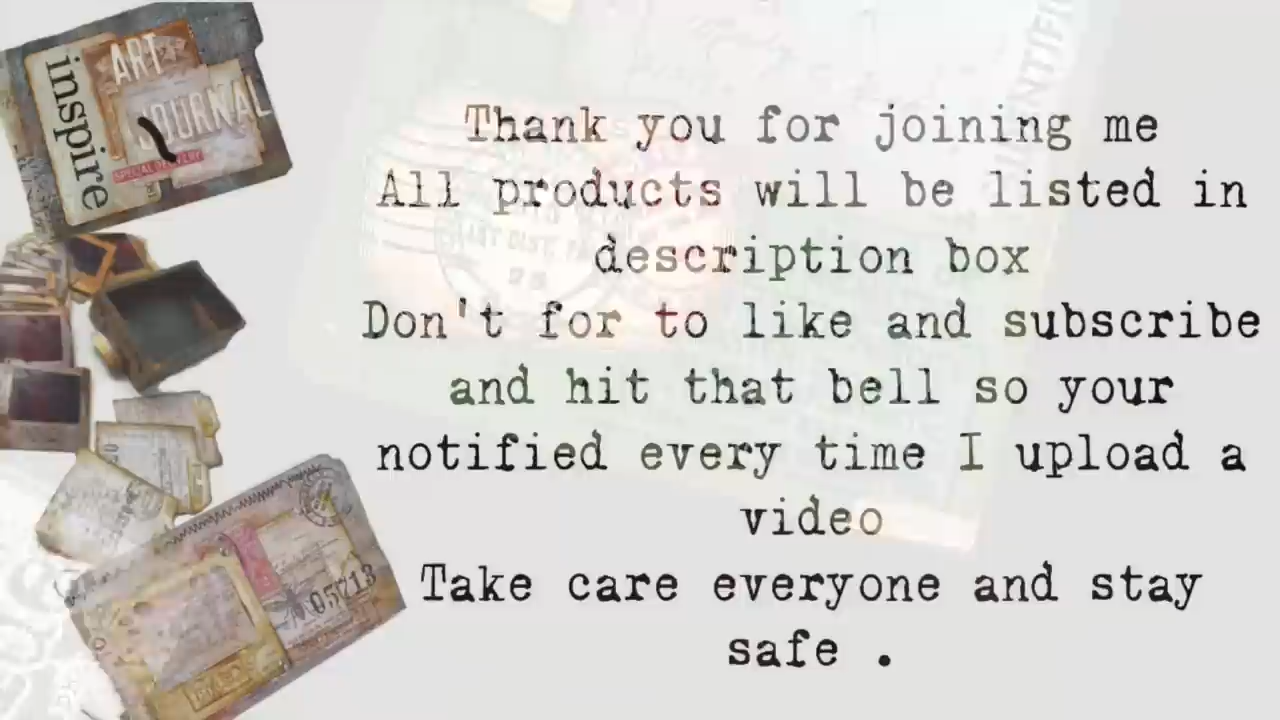 ART
JOURNAL
inspire
SPECIAL DELIVERY
Thank you for joining me
All products will be listed in
description box
Don't for to like and subscribe
and hit that bell so your
notified every time I upload a
video
Take care everyone and stay
safe .
05713